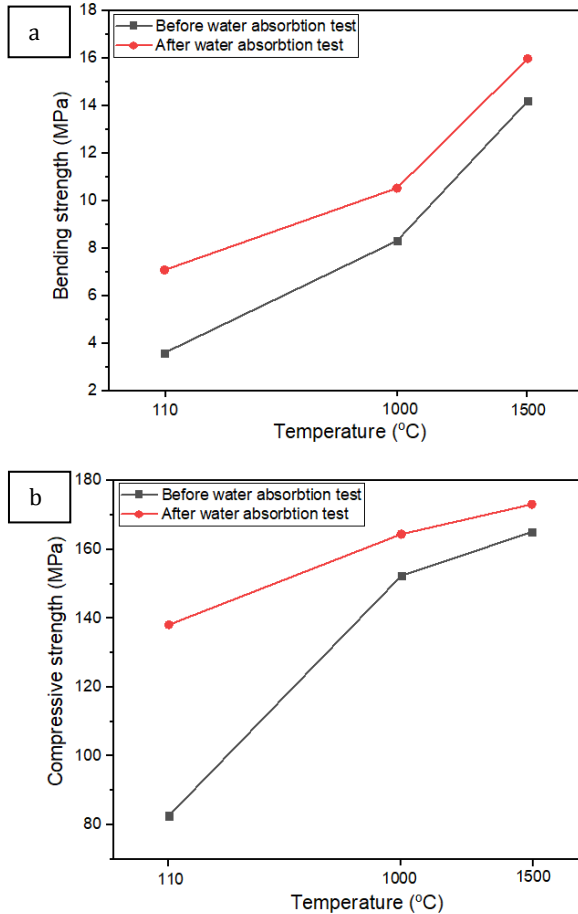 a
Before water absorbtion test
After water absorbtion test
18
16
14
12
10
8
6
4
2
Bending strength (MPa)
110
1000
1500
Temperature (°C)
b
Before water absorbtion test
After water absorbtion test
180
160
140
120
100
80
Compressive strength (MPa)
110
1000
1500
Temperature (°C)